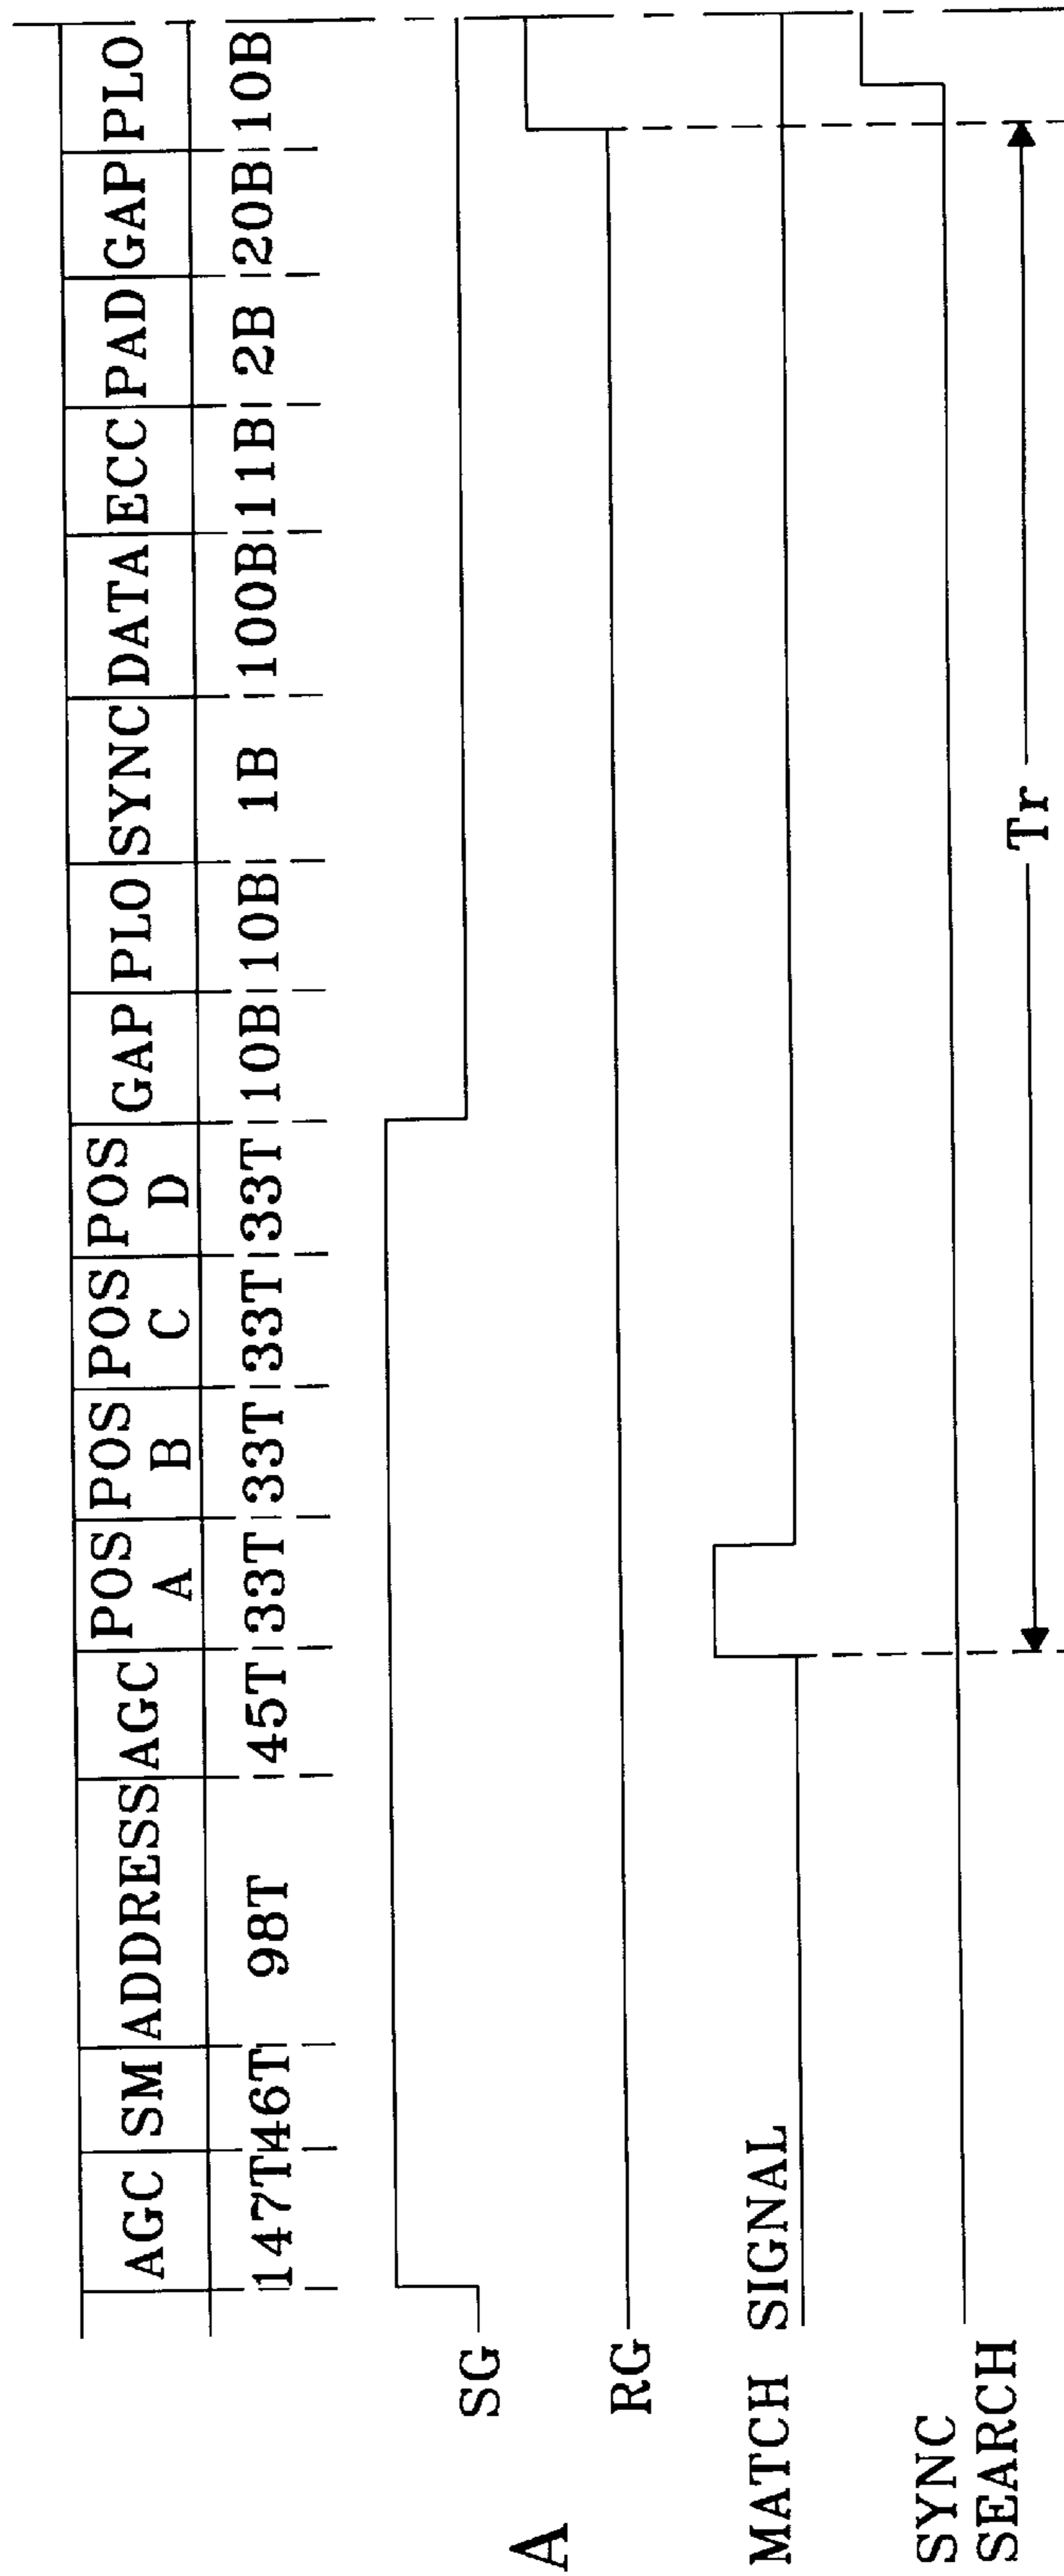 AGC SM ADDRESS AGC POS A POS B POS C POS D GAP PLO SYNC DATA ECC PAD GAP PLO
147T 46T 98T 45T 33T 33T 33T 33T 10B 10B 1B 100B 11B 2B 20B 10B
SG
A
RG
MATCH SIGNAL
SYNC
SEARCH
Tr